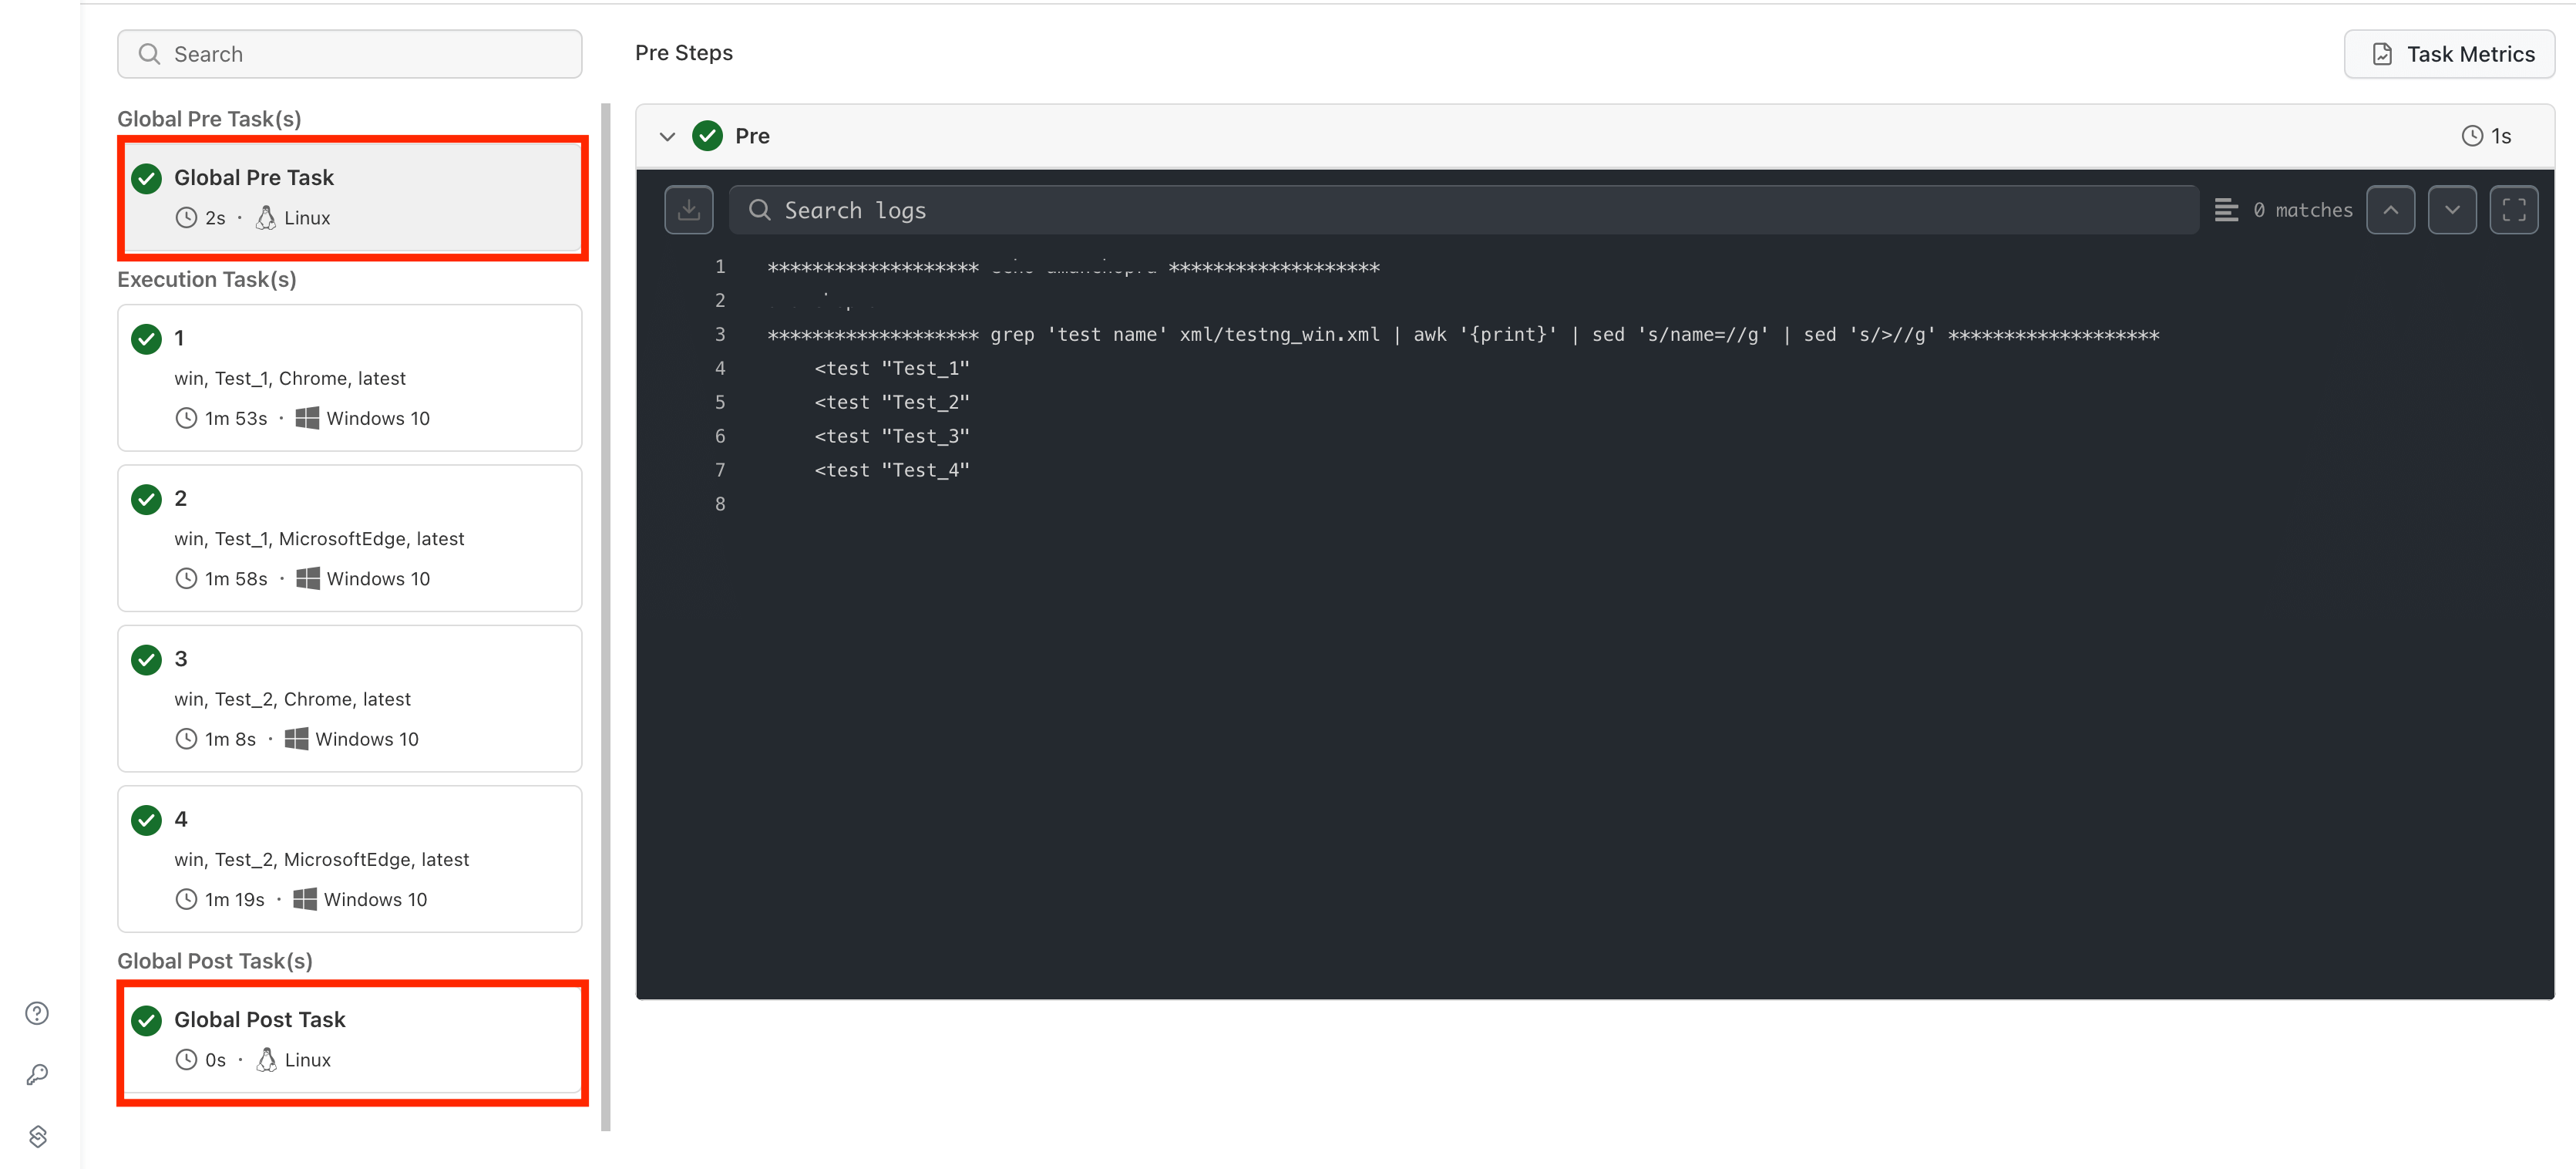 Search
Global Pre Task(s)
Global Pre Task
2s · Linux
Execution Task(s)
1
win, Test_1, Chrome, latest
1m 53s · Windows 10
2
win, Test_1, MicrosoftEdge, latest
1m 58s · Windows 10
3
win, Test_2, Chrome, latest
1m 8s · Windows 10
4
win, Test_2, MicrosoftEdge, latest
1m 19s · Windows 10
Global Post Task(s)
Global Post Task
0s · Linux
Pre Steps
Task Metrics
Pre
1s
Search logs
0 matches
1 ******************* *******************
2
3 ******************* grep 'test name' xml/testng_win.xml | awk '{print}' | sed 's/name=//g' | sed 's/>//g' *******************
4 <test "Test_1"
5 <test "Test_2"
6 <test "Test_3"
7 <test "Test_4"
8